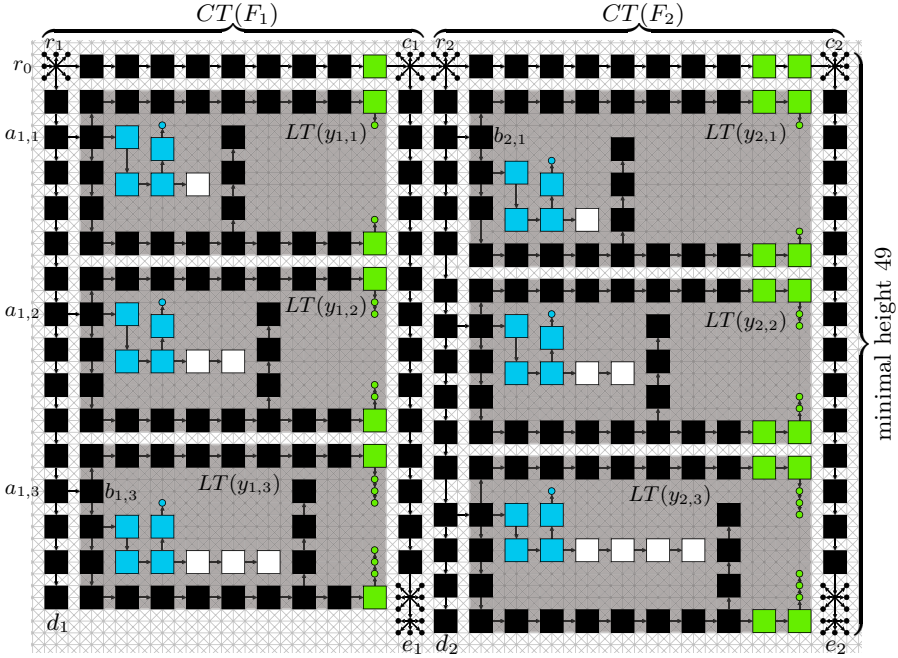 CT(F₁) CT(F₂)
r₁ c₁ r₂ c₂
r₀
a₁,₁ LT(y₁,₁) b₂,₁ LT(y₂,₁)
a₁,₂ LT(y₁,₂) LT(y₂,₂)
a₁,₃ b₁,₃ LT(y₁,₃) LT(y₂,₃)
d₁ e₁ d₂ e₂
minimal height 49